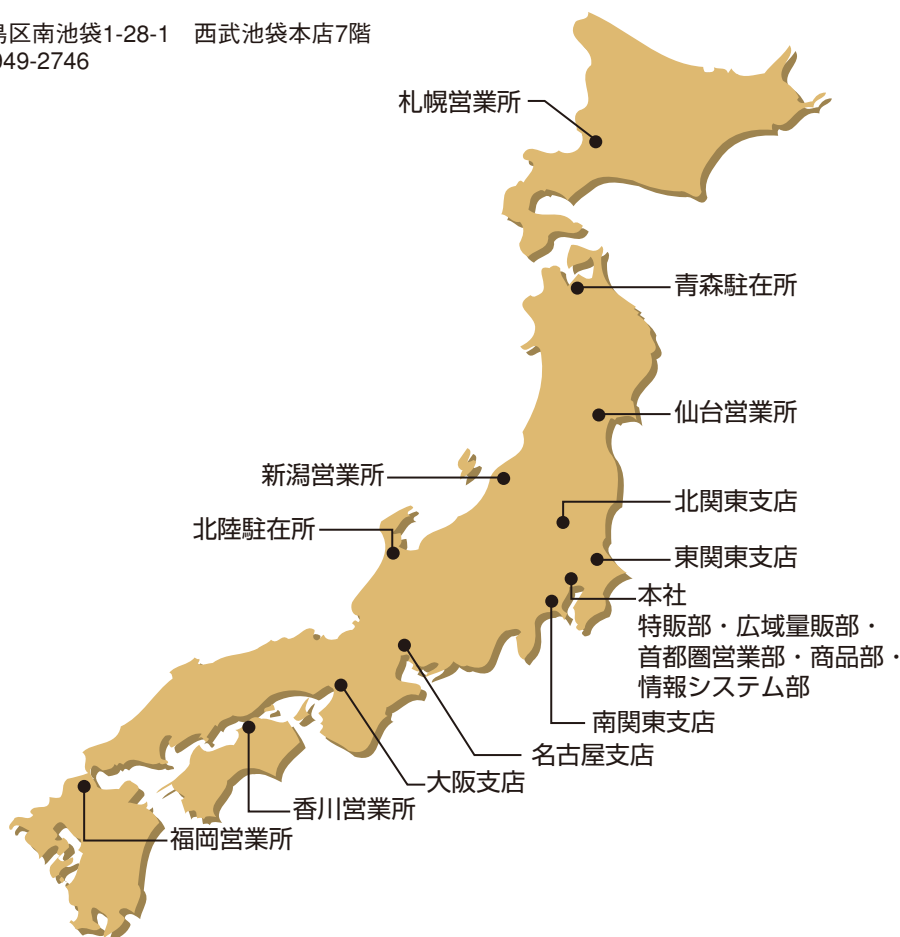 島区南池袋1-28-1　西武池袋本店7階
949-2746
札幌営業所
青森駐在所
仙台営業所
新潟営業所
北関東支店
北陸駐在所
東関東支店
本社
特販部・広域量販部・
首都圏営業部・商品部・
情報システム部
南関東支店
名古屋支店
大阪支店
香川営業所
福岡営業所